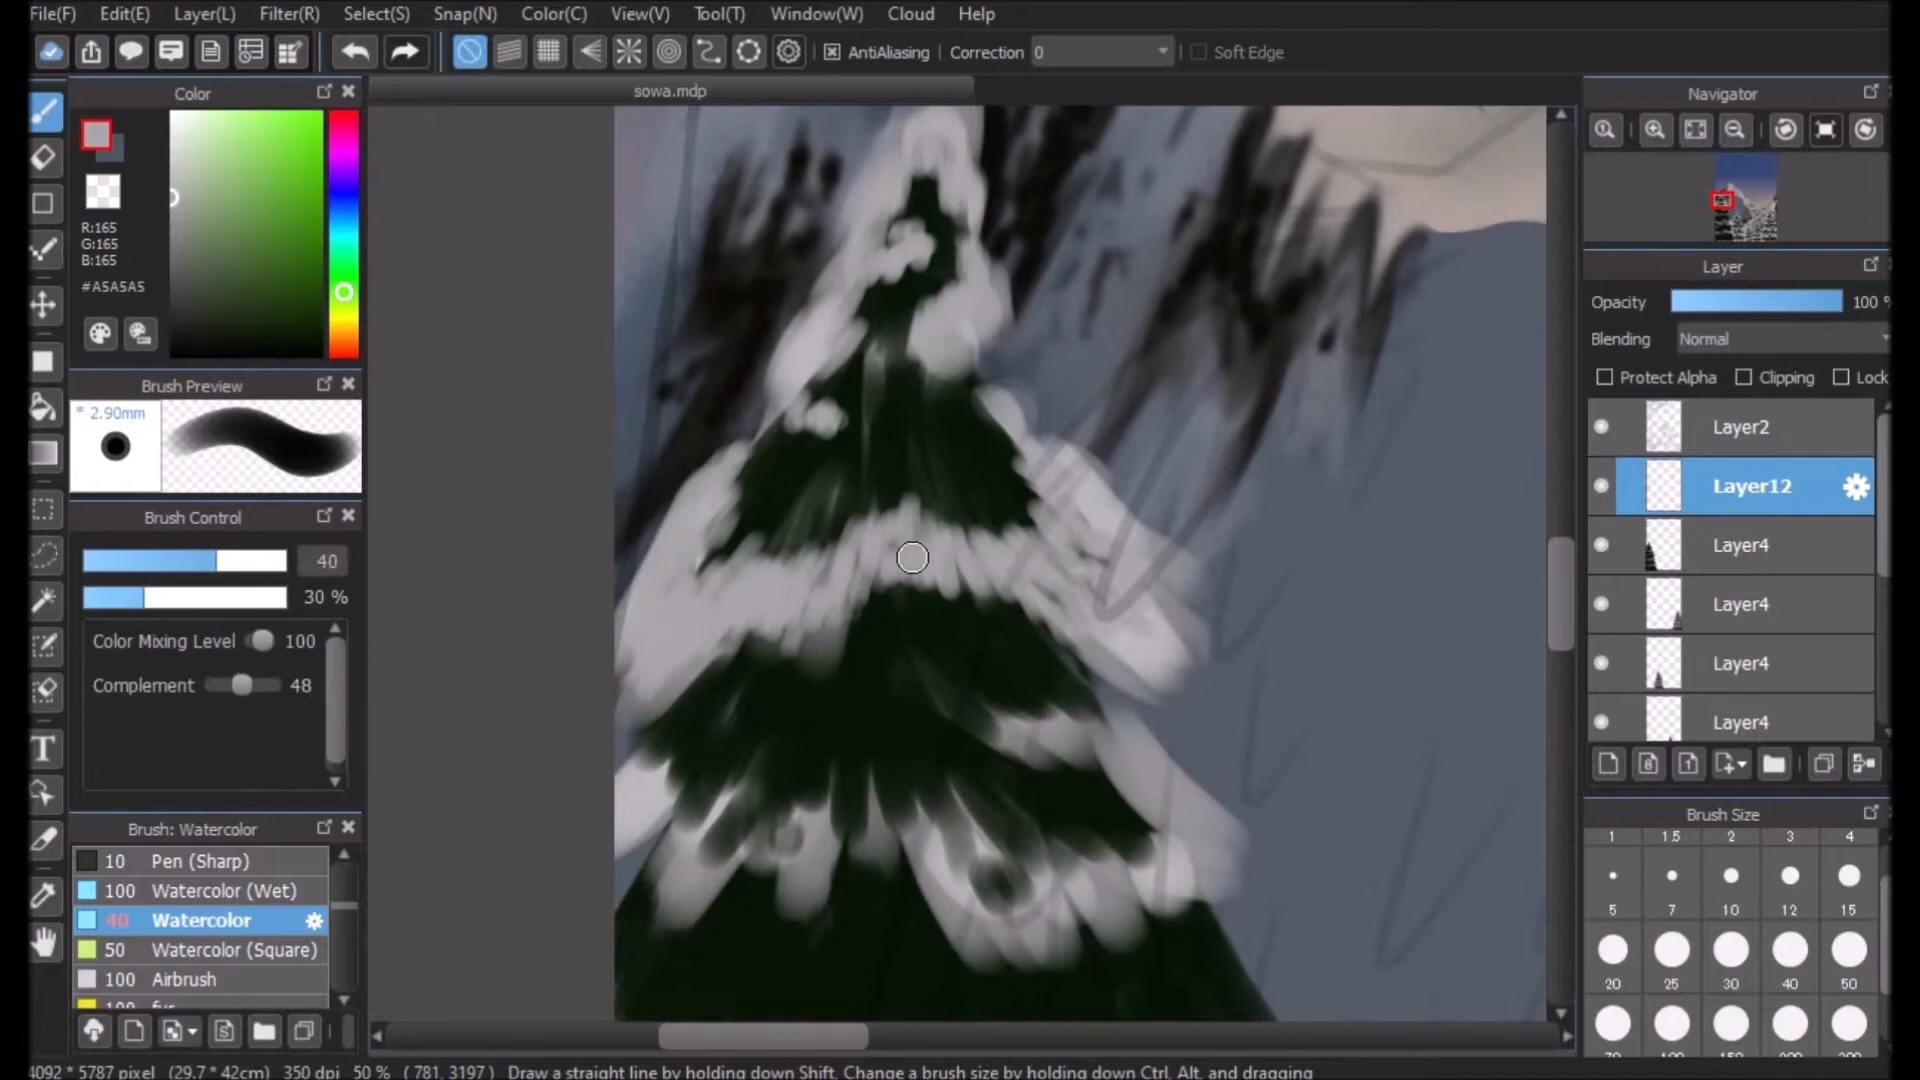 File(F) Edit(E) Layer(L) Filter(R) Select(S) Snap(N) Color(C) View(V) Tool(T) Window(W) Cloud Help
AntiAliasing Correction 0 Soft Edge
Color
sowa.mdp
Navigator
R:165
G:165
B:165
#A5A5A5
Layer
Opacity 100 %
Blending Normal
Protect Alpha Clipping Lock
Brush Preview
2.90mm
Layer2
Layer12
Layer4
Layer4
Layer4
Layer4
Brush Control
40
30 %
Color Mixing Level 100
Complement 48
Brush: Watercolor
10 Pen (Sharp)
100 Watercolor (Wet)
40 Watercolor
50 Watercolor (Square)
100 Airbrush
100 fur
Brush Size
1 1.5 2 3 4
5 7 10 12 15
20 25 30 40 50
4092 * 5787 pixel (29.7 * 42cm) 350 dpi 50 % ( 781, 3197 ) Draw a straight line by holding down Shift, Change a brush size by holding down Ctrl, Alt, and dragging